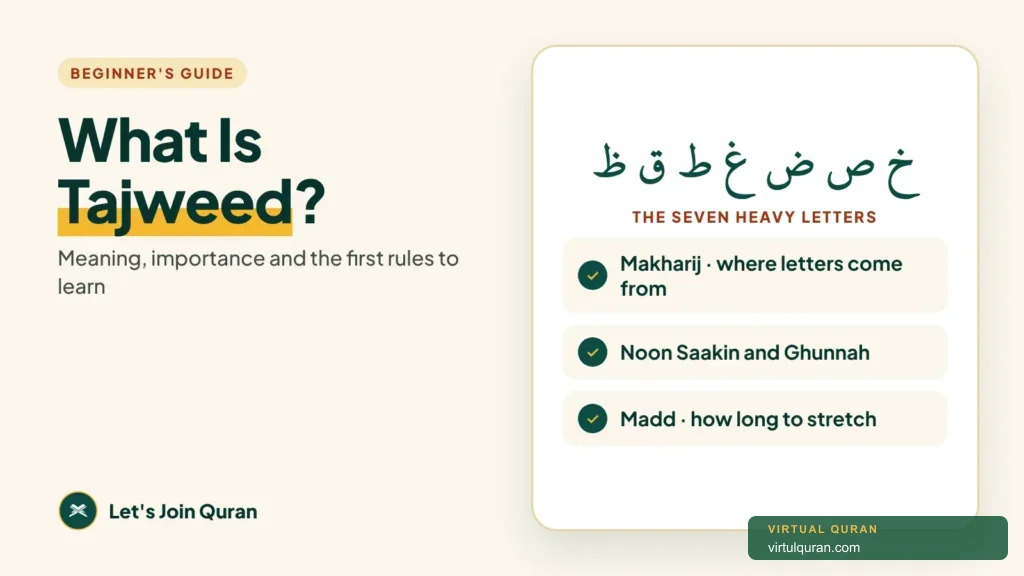 BEGINNER'S GUIDE
What Is
Tajweed?
Meaning, importance and the first rules to
learn
Let's Join Quran
خ ص ض غ ط ق ظ
THE SEVEN HEAVY LETTERS
Makharij · where letters come
from
Noon Saakin and Ghunnah
Madd · how long to stretch
VIRTUAL QURAN
virtulquran.com